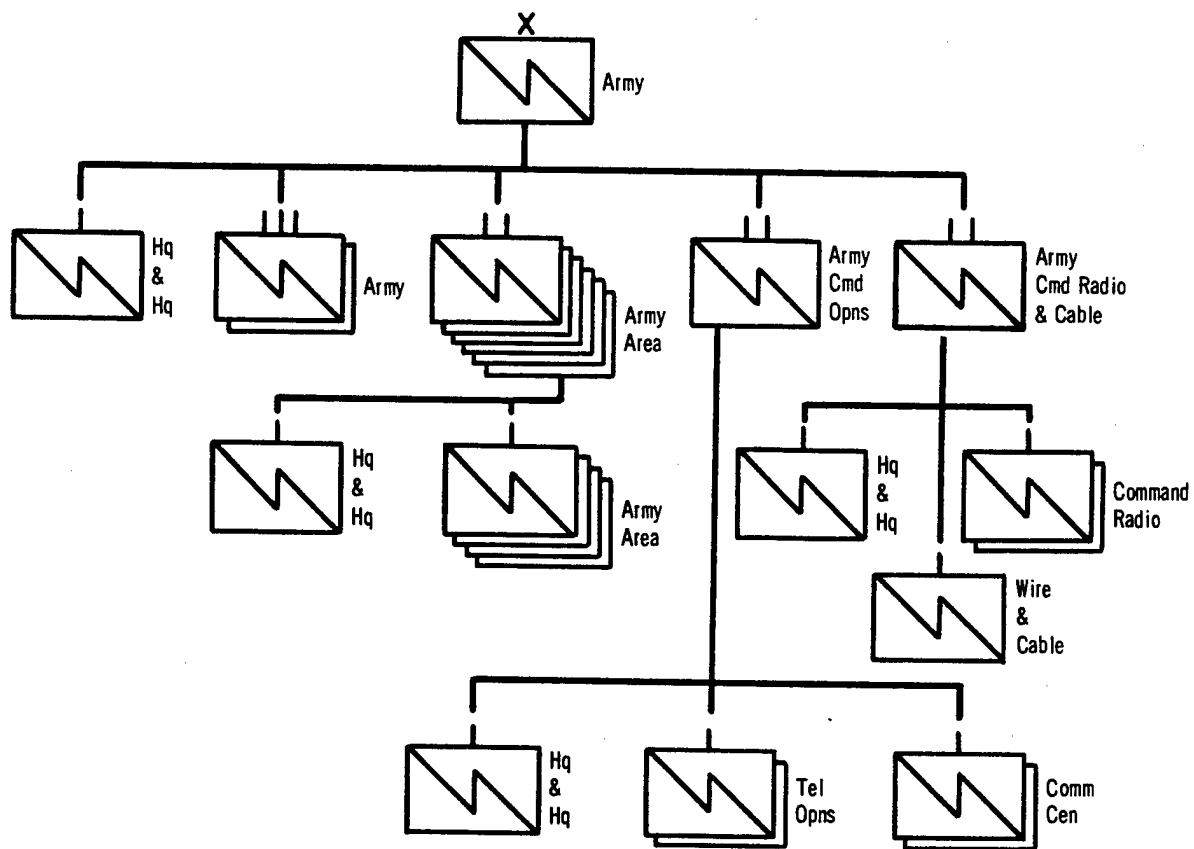 X
Army
Hq
&
Hq
Army
Army
Area
Army
Cmd
Opns
Army
Cmd Radio
& Cable
Hq
&
Hq
Army
Area
Hq
&
Hq
Command
Radio
Wire
&
Cable
Hq
&
Hq
Tel
Opns
Comm
Cen